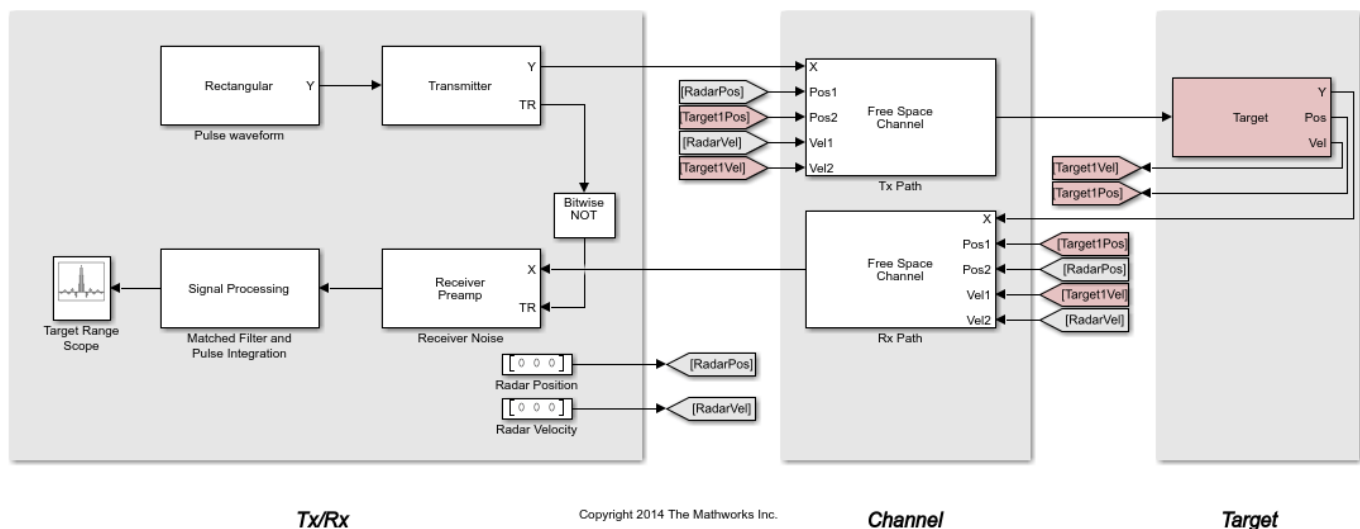 Rectangular
Y
Pulse waveform
Transmitter
Y
TR
Bitwise
NOT
[RadarPos]
[Target1Pos]
[RadarVel]
[Target1Vel]
X
Pos1
Pos2
Vel1
Vel2
Free Space
Channel
Tx Path
Target
Y
Pos
Vel
[Target1Vel]
[Target1Pos]
Target Range
Scope
Signal Processing
Matched Filter and
Pulse Integration
Receiver
Preamp
X
TR
Receiver Noise
Free Space
Channel
X
Pos1
Pos2
Vel1
Vel2
Rx Path
[Target1Pos]
[RadarPos]
[Target1Vel]
[RadarVel]
[0 0 0]
Radar Position
[RadarPos]
[0 0 0]
Radar Velocity
[RadarVel]
Tx/Rx
Copyright 2014 The Mathworks Inc.
Channel
Target